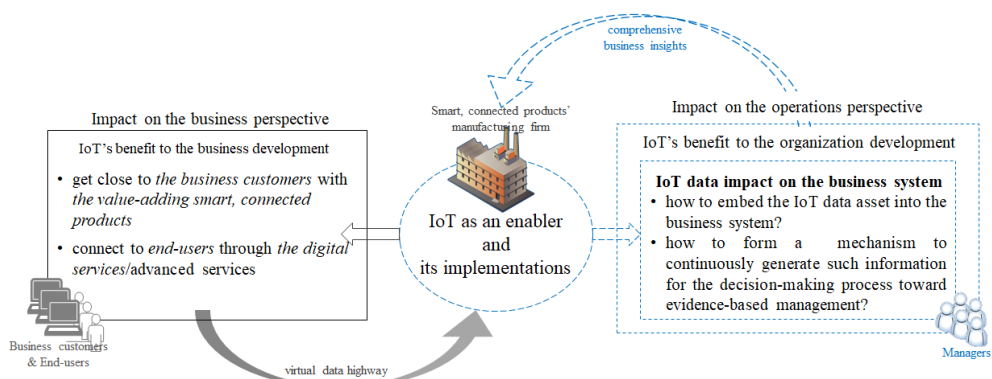 comprehensive
business insights
Smart, connected products'
manufacturing firm
Impact on the business perspective
IoT's benefit to the business development
• get close to the business customers with
the value-adding smart, connected
products
• connect to end-users through the digital
services/advanced services
Business customers
& End-users
IoT as an enabler
and
its implementations
virtual data highway
Impact on the operations perspective
IoT's benefit to the organization development
IoT data impact on the business system
• how to embed the IoT data asset into the
business system?
• how to form a mechanism to
continuously generate such information
for the decision-making process toward
evidence-based management?
Managers